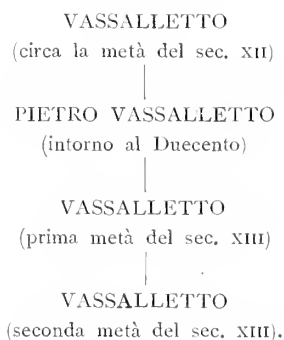 VASSALLETTO
(circa la metà del sec. XII)
PIETRO VASSALLETTO
(intorno al Duecento)
VASSALLETTO
(prima metà del sec. XIII)
VASSALLETTO
(seconda metà del sec. XIII).